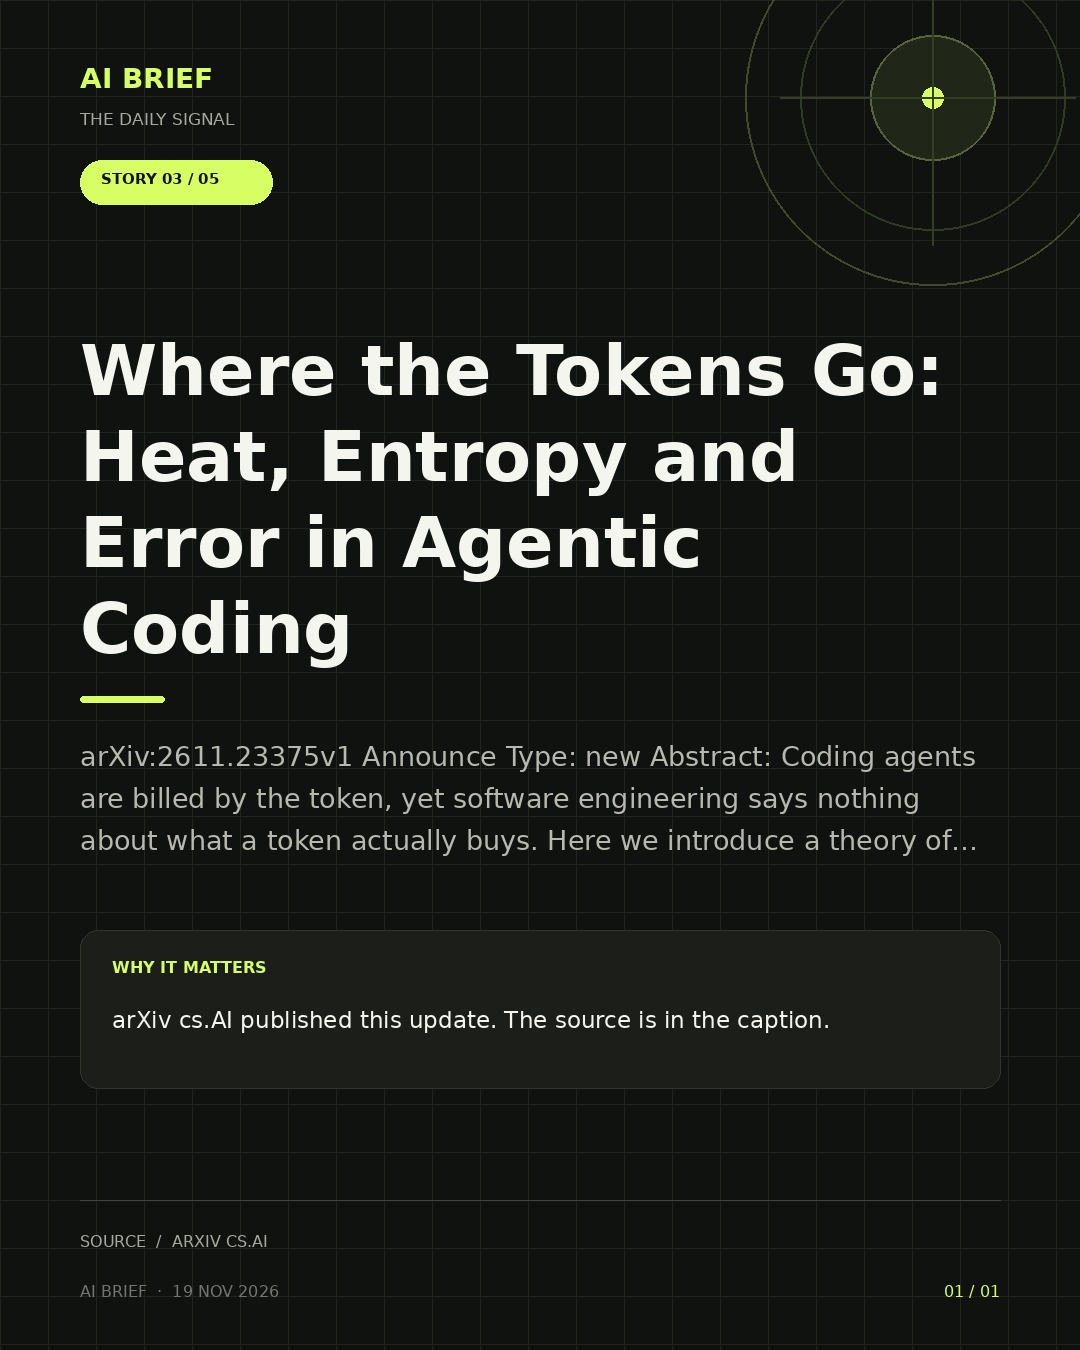 AI BRIEF
THE DAILY SIGNAL
STORY 03 / 05
Where the Tokens Go:
Heat, Entropy and
Error in Agentic
Coding
arXiv:2611.23375v1 Announce Type: new Abstract: Coding agents
are billed by the token, yet software engineering says nothing
about what a token actually buys. Here we introduce a theory of...
WHY IT MATTERS
arXiv cs.AI published this update. The source is in the caption.
SOURCE / ARXIV CS.AI
AI BRIEF · 19 NOV 2026
01 / 01